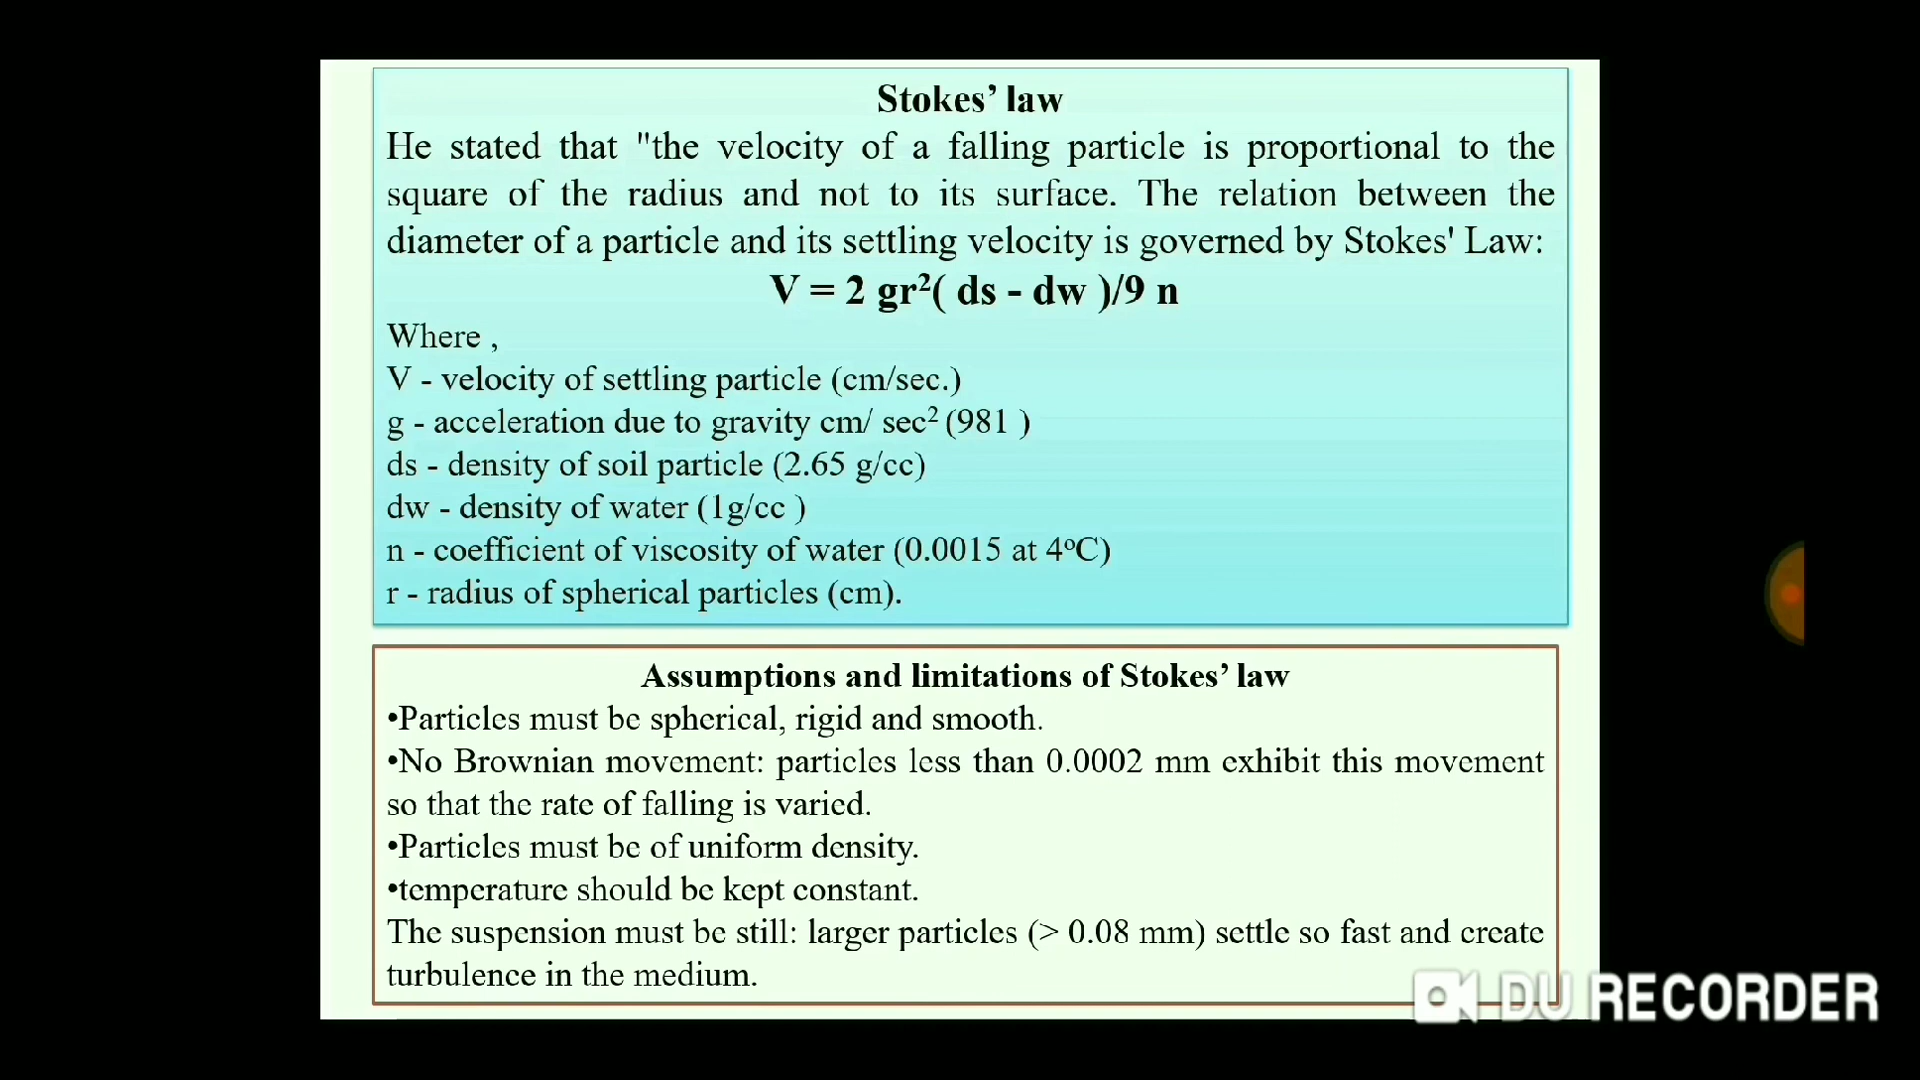 Stokes’ law
He stated that "the velocity of a falling particle is proportional to the
square of the radius and not to its surface. The relation between the
diameter of a particle and its settling velocity is governed by Stokes' Law:
V = 2 gr²( ds - dw )/9 n
Where ,
V - velocity of settling particle (cm/sec.)
g - acceleration due to gravity cm/ sec² (981 )
ds - density of soil particle (2.65 g/cc)
dw - density of water (1g/cc )
n - coefficient of viscosity of water (0.0015 at 4ºC)
r - radius of spherical particles (cm).
Assumptions and limitations of Stokes’ law
•Particles must be spherical, rigid and smooth.
•No Brownian movement: particles less than 0.0002 mm exhibit this movement
so that the rate of falling is varied.
•Particles must be of uniform density.
•temperature should be kept constant.
The suspension must be still: larger particles (> 0.08 mm) settle so fast and create
turbulence in the medium.
DU RECORDER